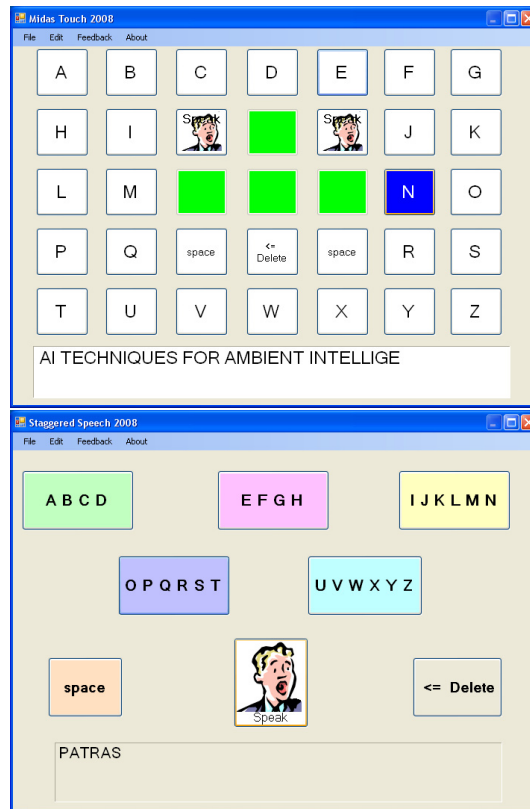 Midas Touch 2008
File Edit Feedback About
A B C D E F G
H I Speak Speak J K
L M N O
P Q space <= Delete space R S
T U V W X Y Z
AI TECHNIQUES FOR AMBIENT INTELLIGE
Staggered Speech 2008
File Edit Feedback About
A B C D E F G H I J K L M N
O P Q R S T U V W X Y Z
space Speak <= Delete
PATRAS